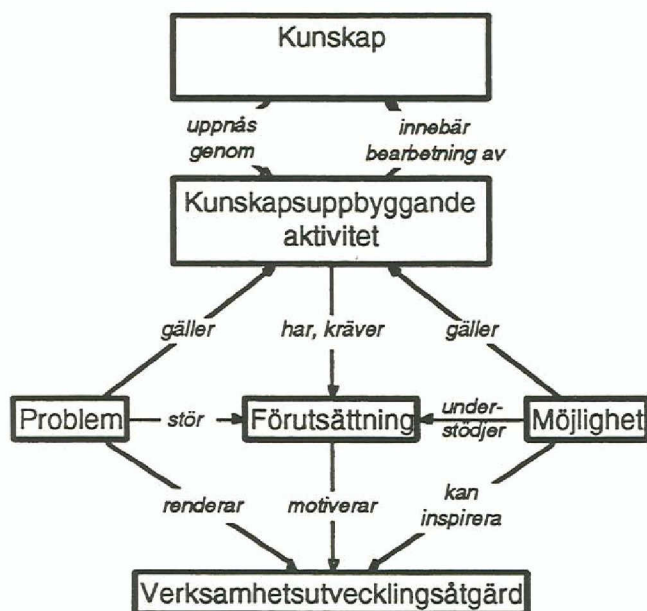 Kunskap
uppnås
genom
innebär
bearbetning av
Kunskapsuppbyggande
aktivitet
gäller
har, kräver
gäller
Problem
stör
Förutsättning
under-
stödjer
Möjlighet
renderar
motiverar
kan
inspirera
Verksamhetsutvecklingsåtgärd